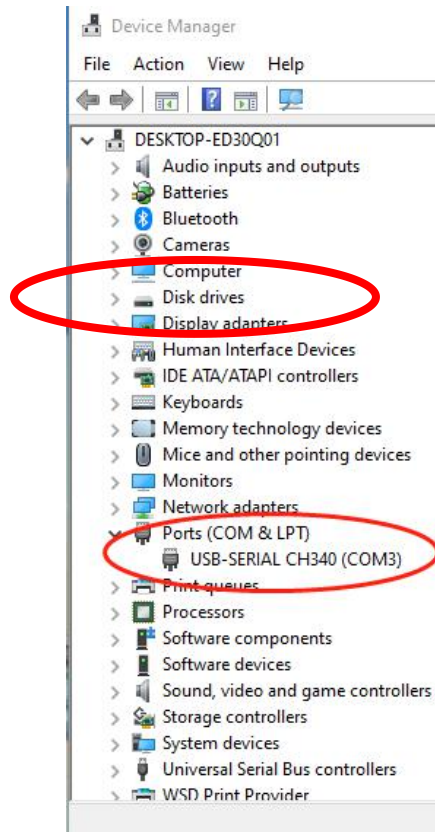 Device Manager
File Action View Help
DESKTOP-ED30Q01
Audio inputs and outputs
Batteries
Bluetooth
Cameras
Computer
Disk drives
Display adapters
Human Interface Devices
IDE ATA/ATAPI controllers
Keyboards
Memory technology devices
Mice and other pointing devices
Monitors
Network adapters
Ports (COM & LPT)
USB-SERIAL CH340 (COM3)
Print queues
Processors
Software components
Software devices
Sound, video and game controllers
Storage controllers
System devices
Universal Serial Bus controllers
WSD Print Provider